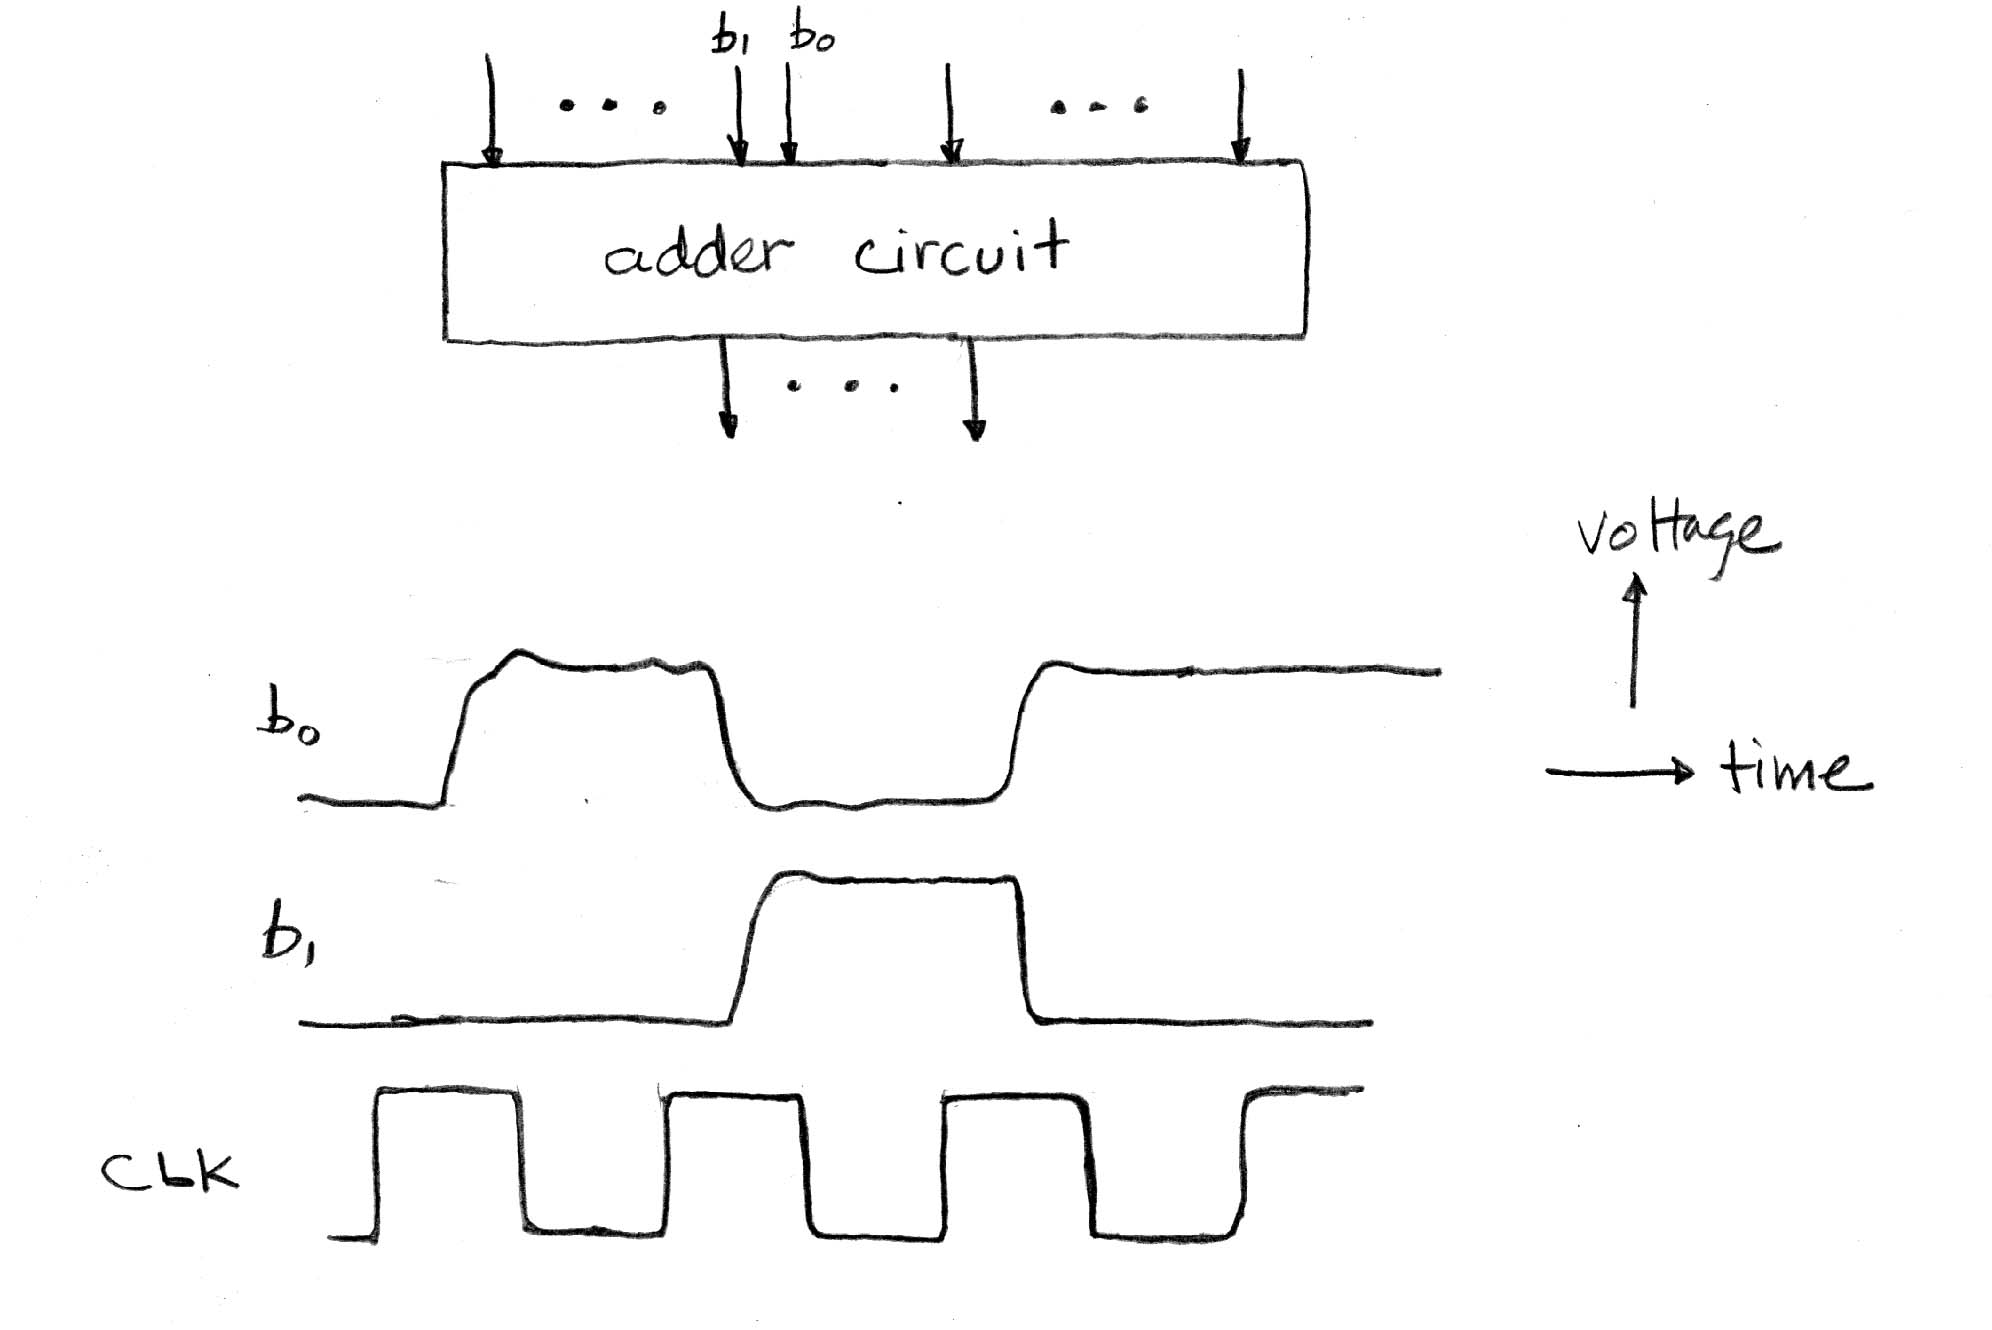 b₁ b₀
adder circuit
voltage
b₀
time
b₁
CLK